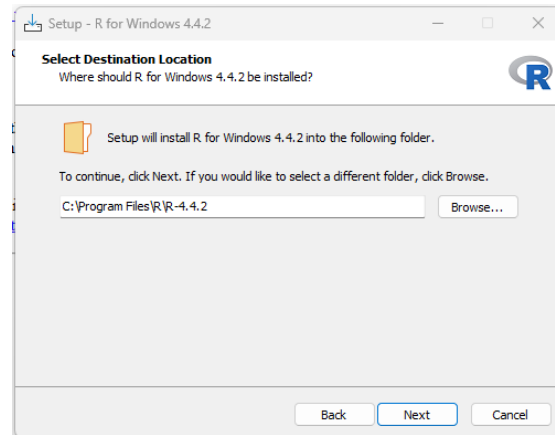 Setup - R for Windows 4.4.2
Select Destination Location
Where should R for Windows 4.4.2 be installed?
R
Setup will install R for Windows 4.4.2 into the following folder.
To continue, click Next. If you would like to select a different folder, click Browse.
C:\Program Files\R\R-4.4.2
Browse...
Back
Next
Cancel